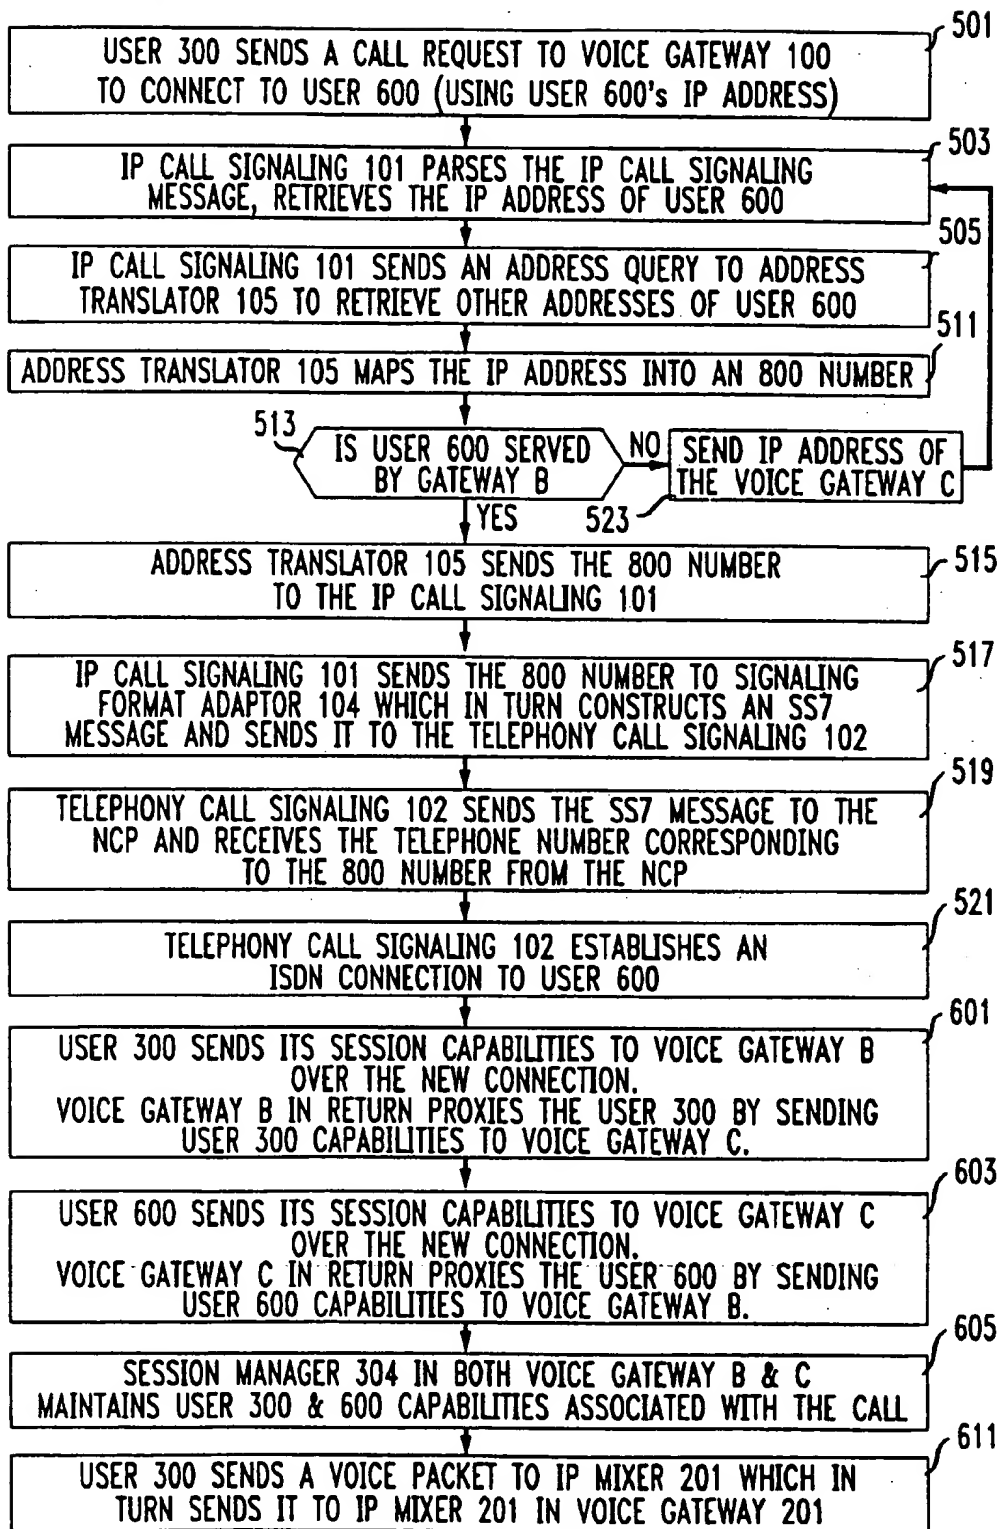 501
USER 300 SENDS A CALL REQUEST TO VOICE GATEWAY 100
TO CONNECT TO USER 600 (USING USER 600's IP ADDRESS)
503
IP CALL SIGNALING 101 PARSES THE IP CALL SIGNALING
MESSAGE, RETRIEVES THE IP ADDRESS OF USER 600
505
IP CALL SIGNALING 101 SENDS AN ADDRESS QUERY TO ADDRESS
TRANSLATOR 105 TO RETRIEVE OTHER ADDRESSES OF USER 600
511
ADDRESS TRANSLATOR 105 MAPS THE IP ADDRESS INTO AN 800 NUMBER
513
IS USER 600 SERVED
BY GATEWAY B
NO
SEND IP ADDRESS OF
THE VOICE GATEWAY C
523
YES
515
ADDRESS TRANSLATOR 105 SENDS THE 800 NUMBER
TO THE IP CALL SIGNALING 101
517
IP CALL SIGNALING 101 SENDS THE 800 NUMBER TO SIGNALING
FORMAT ADAPTOR 104 WHICH IN TURN CONSTRUCTS AN SS7
MESSAGE AND SENDS IT TO THE TELEPHONY CALL SIGNALING 102
519
TELEPHONY CALL SIGNALING 102 SENDS THE SS7 MESSAGE TO THE
NCP AND RECEIVES THE TELEPHONE NUMBER CORRESPONDING
TO THE 800 NUMBER FROM THE NCP
521
TELEPHONY CALL SIGNALING 102 ESTABLISHES AN
ISDN CONNECTION TO USER 600
601
USER 300 SENDS ITS SESSION CAPABILITIES TO VOICE GATEWAY B
OVER THE NEW CONNECTION.
VOICE GATEWAY B IN RETURN PROXIES THE USER 300 BY SENDING
USER 300 CAPABILITIES TO VOICE GATEWAY C.
603
USER 600 SENDS ITS SESSION CAPABILITIES TO VOICE GATEWAY C
OVER THE NEW CONNECTION.
VOICE GATEWAY C IN RETURN PROXIES THE USER 600 BY SENDING
USER 600 CAPABILITIES TO VOICE GATEWAY B.
605
SESSION MANAGER 304 IN BOTH VOICE GATEWAY B & C
MAINTAINS USER 300 & 600 CAPABILITIES ASSOCIATED WITH THE CALL
611
USER 300 SENDS A VOICE PACKET TO IP MIXER 201 WHICH IN
TURN SENDS IT TO IP MIXER 201 IN VOICE GATEWAY 201